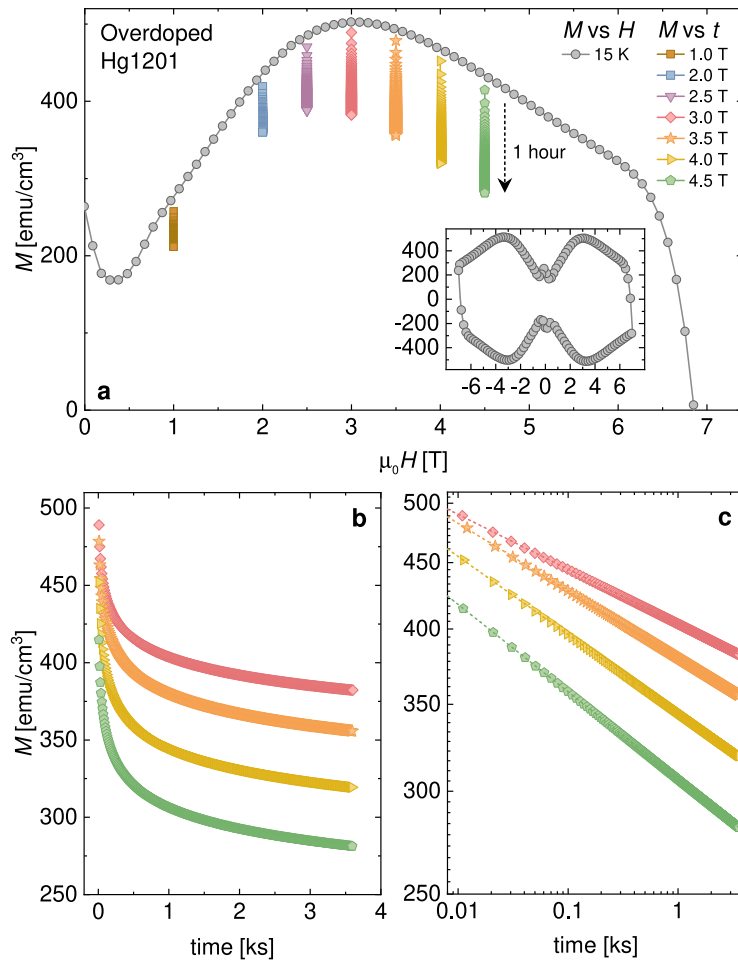 Overdoped
Hg1201
M vs H
15 K
M vs t
1.0 T
2.0 T
2.5 T
3.0 T
3.5 T
4.0 T
4.5 T
1 hour
M [emu/cm³]
400
200
0
400
200
0
-200
-400
-6 -4 -2 0 2 4 6
a
0 1 2 3 4 5 6 7
μ₀H [T]
b
M [emu/cm³]
500
450
400
350
300
250
0 1 2 3 4
time [ks]
c
500
450
400
350
300
250
0.01 0.1 1
time [ks]